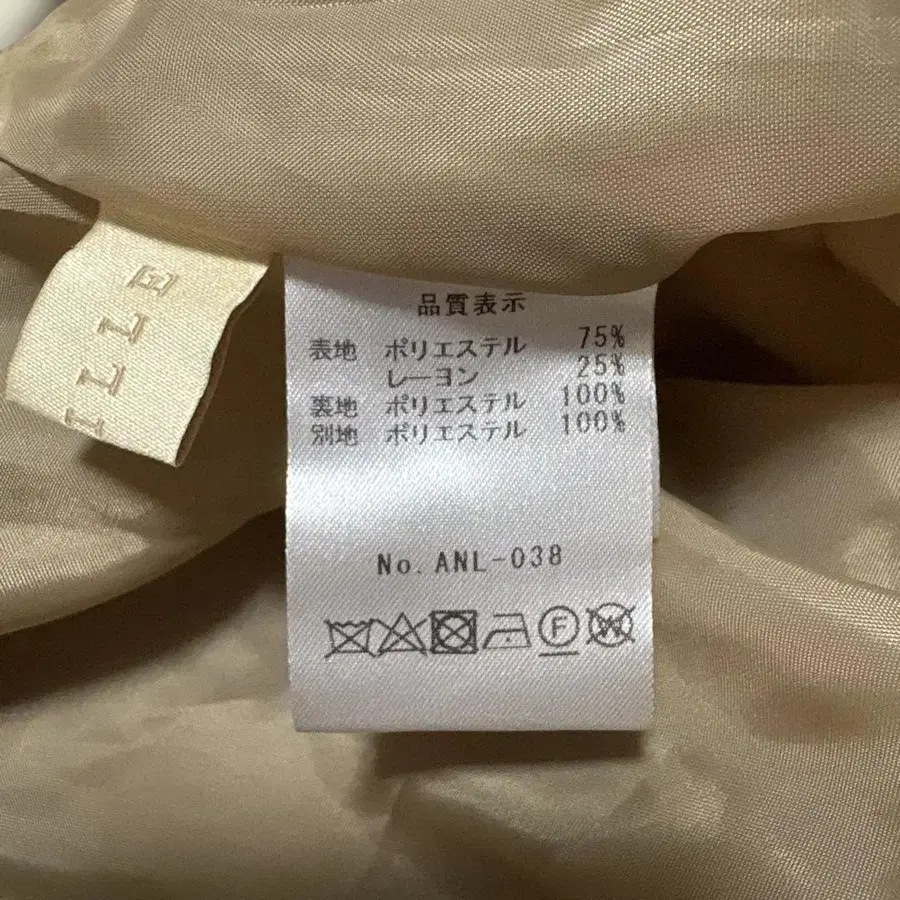 ILLE
品質表示
表地 ポリエステル 75%
レーヨン 25%
裏地 ポリエステル 100%
別地 ポリエステル 100%
No. ANL-038
F W